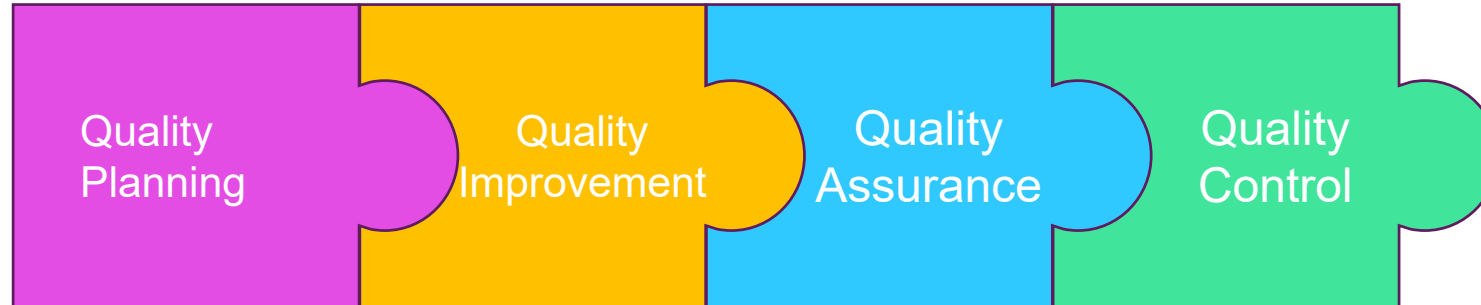 Quality
Planning
Quality
Improvement
Quality
Assurance
Quality
Control